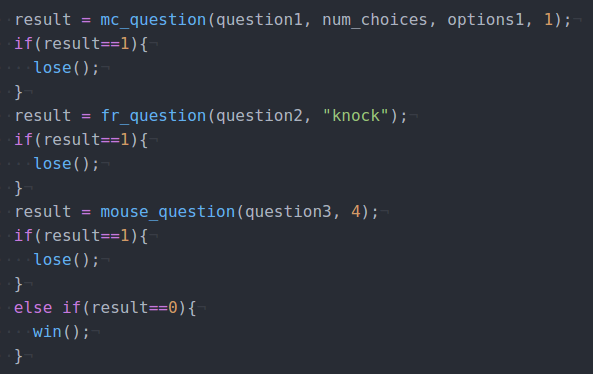 result = mc_question(question1, num_choices, options1, 1);
if(result==1){
  lose();
}
result = fr_question(question2, "knock");
if(result==1){
  lose();
}
result = mouse_question(question3, 4);
if(result==1){
  lose();
}
else if(result==0){
  win();
}